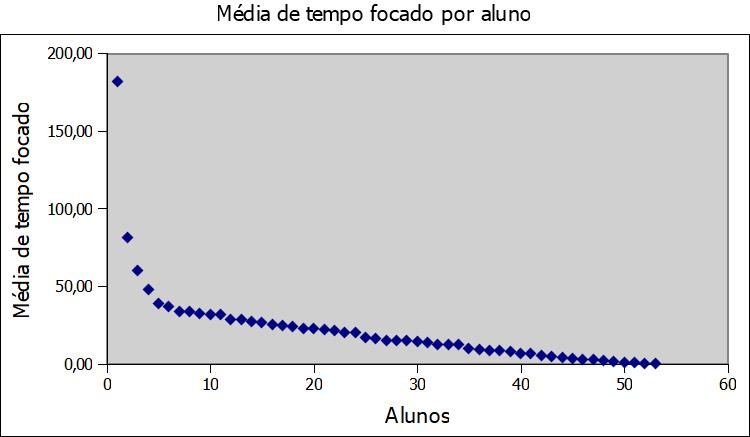 Média de tempo focado por aluno
200,00
150,00
100,00
50,00
0,00
Média de tempo focado
0 10 20 30 40 50 60
Alunos